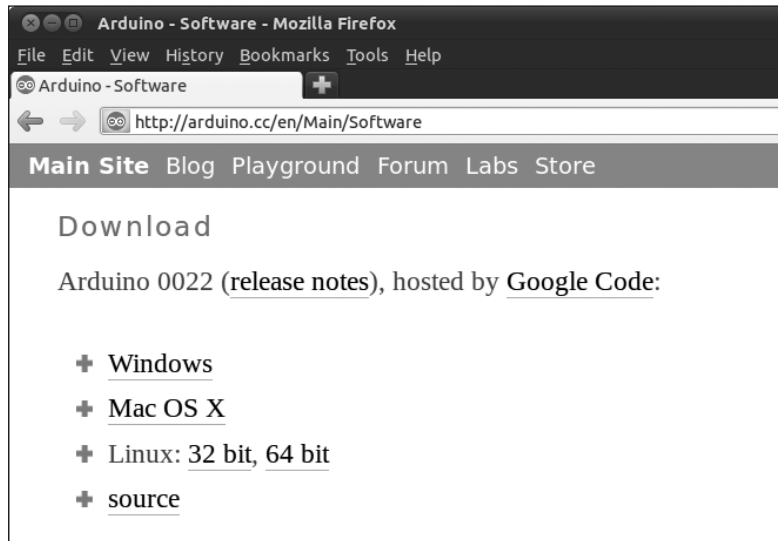 Arduino - Software - Mozilla Firefox
File Edit View History Bookmarks Tools Help
Arduino - Software
http://arduino.cc/en/Main/Software
Main Site Blog Playground Forum Labs Store
Download
Arduino 0022 (release notes), hosted by Google Code:
Windows
Mac OS X
Linux: 32 bit, 64 bit
source